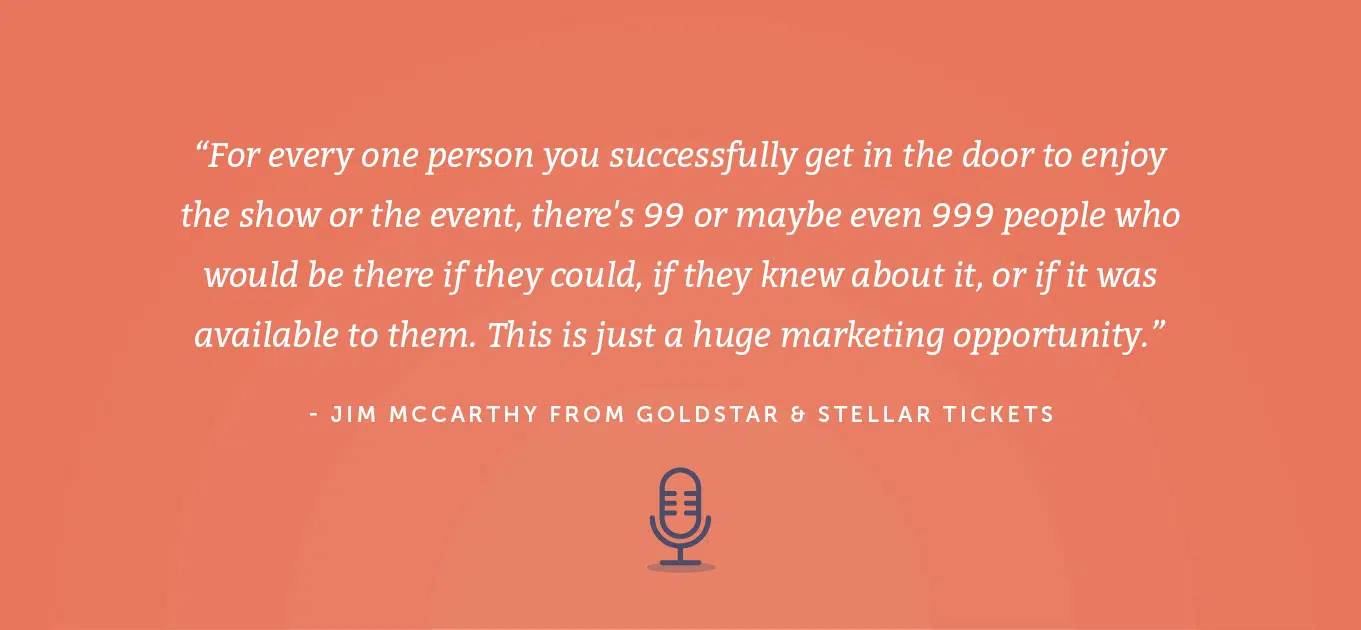 “For every one person you successfully get in the door to enjoy
the show or the event, there's 99 or maybe even 999 people who
would be there if they could, if they knew about it, or if it was
available to them. This is just a huge marketing opportunity.”
- JIM MCCARTHY FROM GOLDSTAR & STELLAR TICKETS